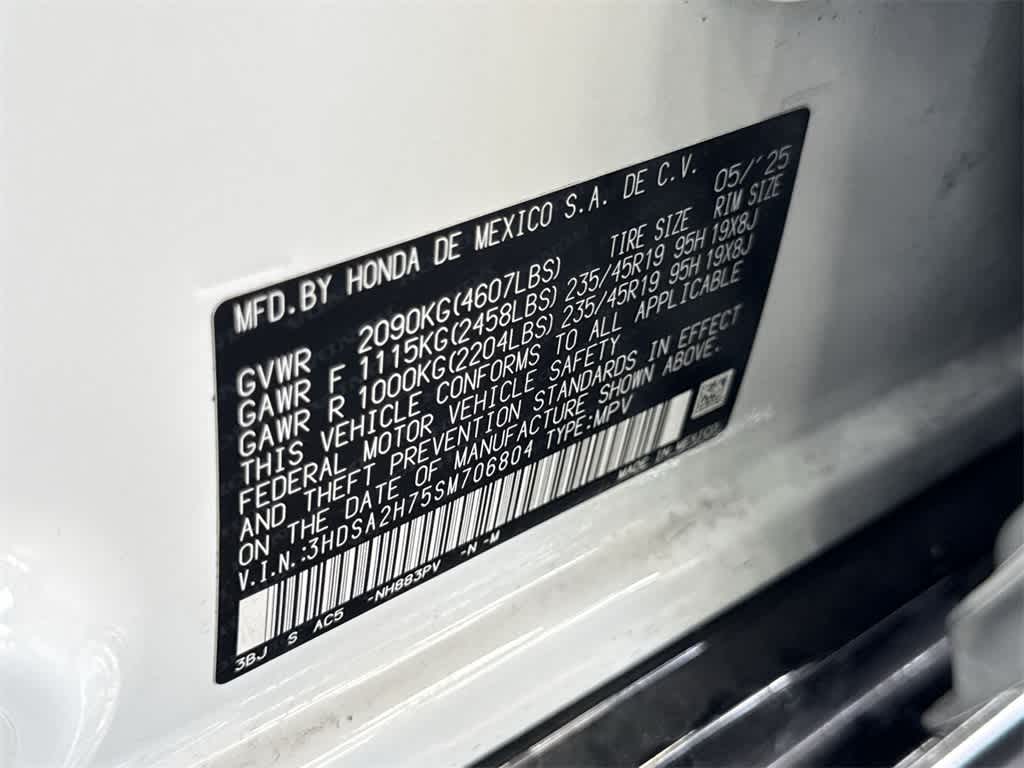 MFD. BY HONDA DE MEXICO S.A. DE C.V. 05/'25
TIRE SIZE RIM SIZE
GVWR 2090KG(4607LBS)
GAWR F 1115KG(2458LBS) 235/45R19 95H 19X8J
GAWR R 1000KG(2204LBS) 235/45R19 95H 19X8J
THIS VEHICLE CONFORMS TO ALL APPLICABLE
FEDERAL MOTOR VEHICLE SAFETY
AND THEFT PREVENTION STANDARDS IN EFFECT
ON THE DATE OF MANUFACTURE SHOWN ABOVE.
V.I.N.:3HDSA2H75SM706804 TYPE:MPV
MADE IN MEXICO
3BJ S AC5 -NH883PV -N -M